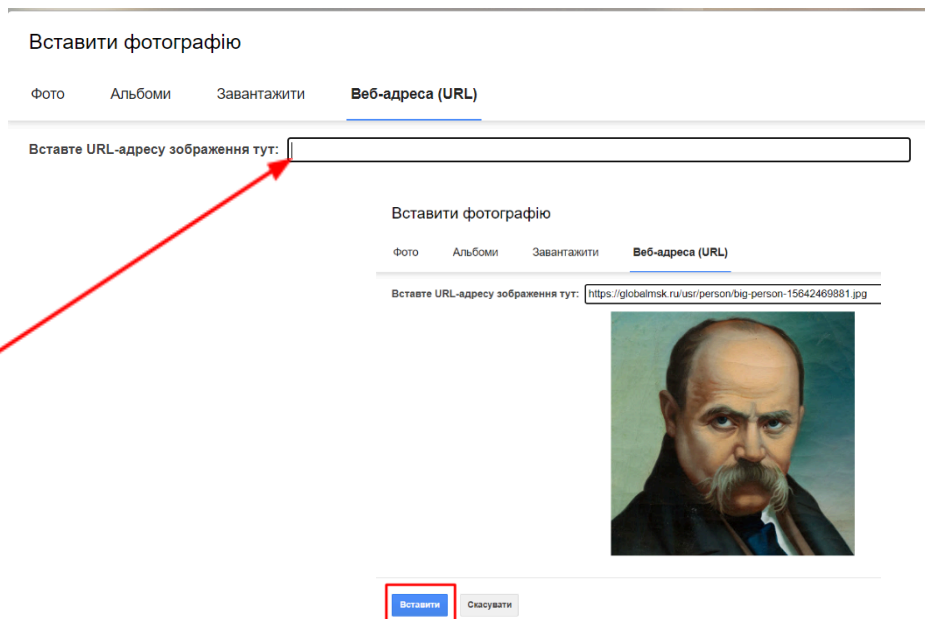 Вставити фотографію
Фото Альбоми Завантажити Веб-адреса (URL)
Вставте URL-адресу зображення тут:
Вставити фотографію
Фото Альбоми Завантажити Веб-адреса (URL)
Вставте URL-адресу зображення тут: https://globalmsk.ru/usr/person/big-person-15642469881.jpg
Вставити Скасувати